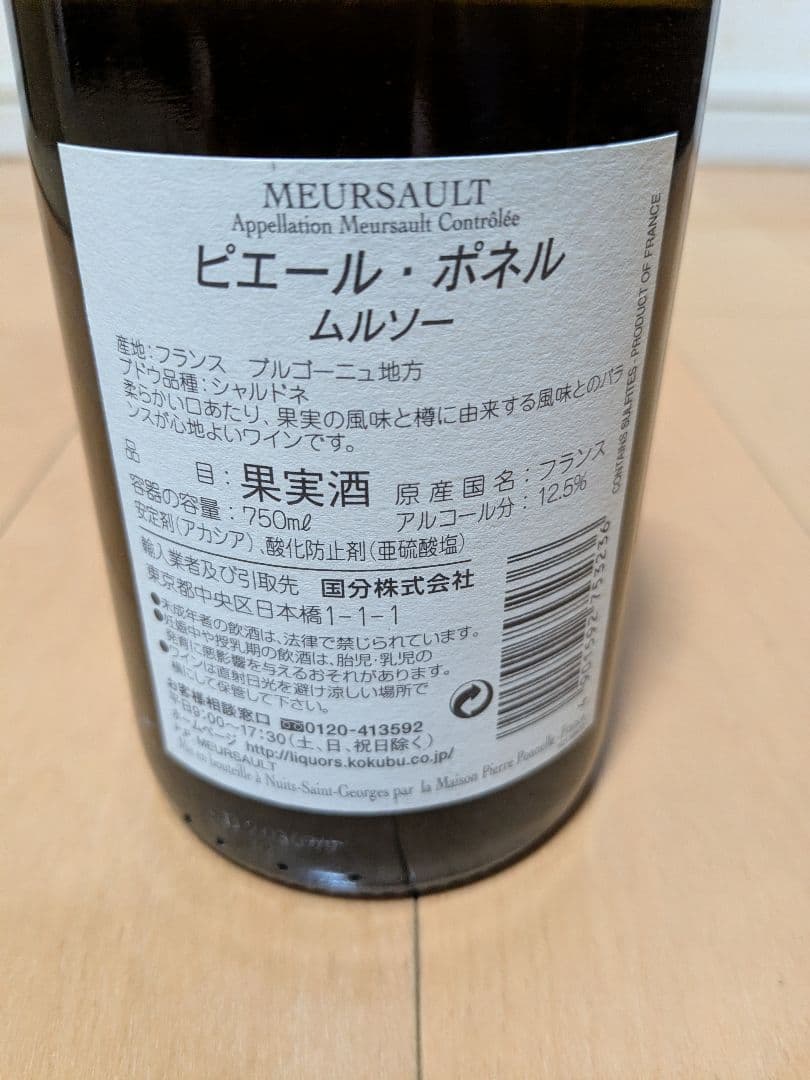 MEURSAULT
Appellation Meursault Contrôlée
ピエール・ポネル
ムルソー
産地：フランス　ブルゴーニュ地方
ブドウ品種：シャルドネ
柔らかい口あたり、果実の風味と樽に由来する風味とのバラ
ンスが心地よいワインです。
品　　目：果実酒　原産国名：フランス
容器の容量：750mℓ　アルコール分：12.5%
安定剤(アカシア)、酸化防止剤(亜硫酸塩)
輸入業者及び引取先　国分株式会社
東京都中央区日本橋1-1-1
●未成年者の飲酒は、法律で禁じられています。
●妊娠中や授乳期の飲酒は、胎児・乳児の
発育に悪影響を与えるおそれがあります。
●ワインは直射日光を避け涼しい場所で
横にして保管して下さい。
お客様相談窓口　0120-413592
平日9:00〜17:30(土、日、祝日除く)
ホームページ　http://liquors.kokubu.co.jp/
P.P. MEURSAULT
Mis en bouteille à Nuits-Saint-Georges par la Maison Pierre Ponnelle - France
CONTAINS SULFITES - PRODUCT OF FRANCE
4 901592 753236